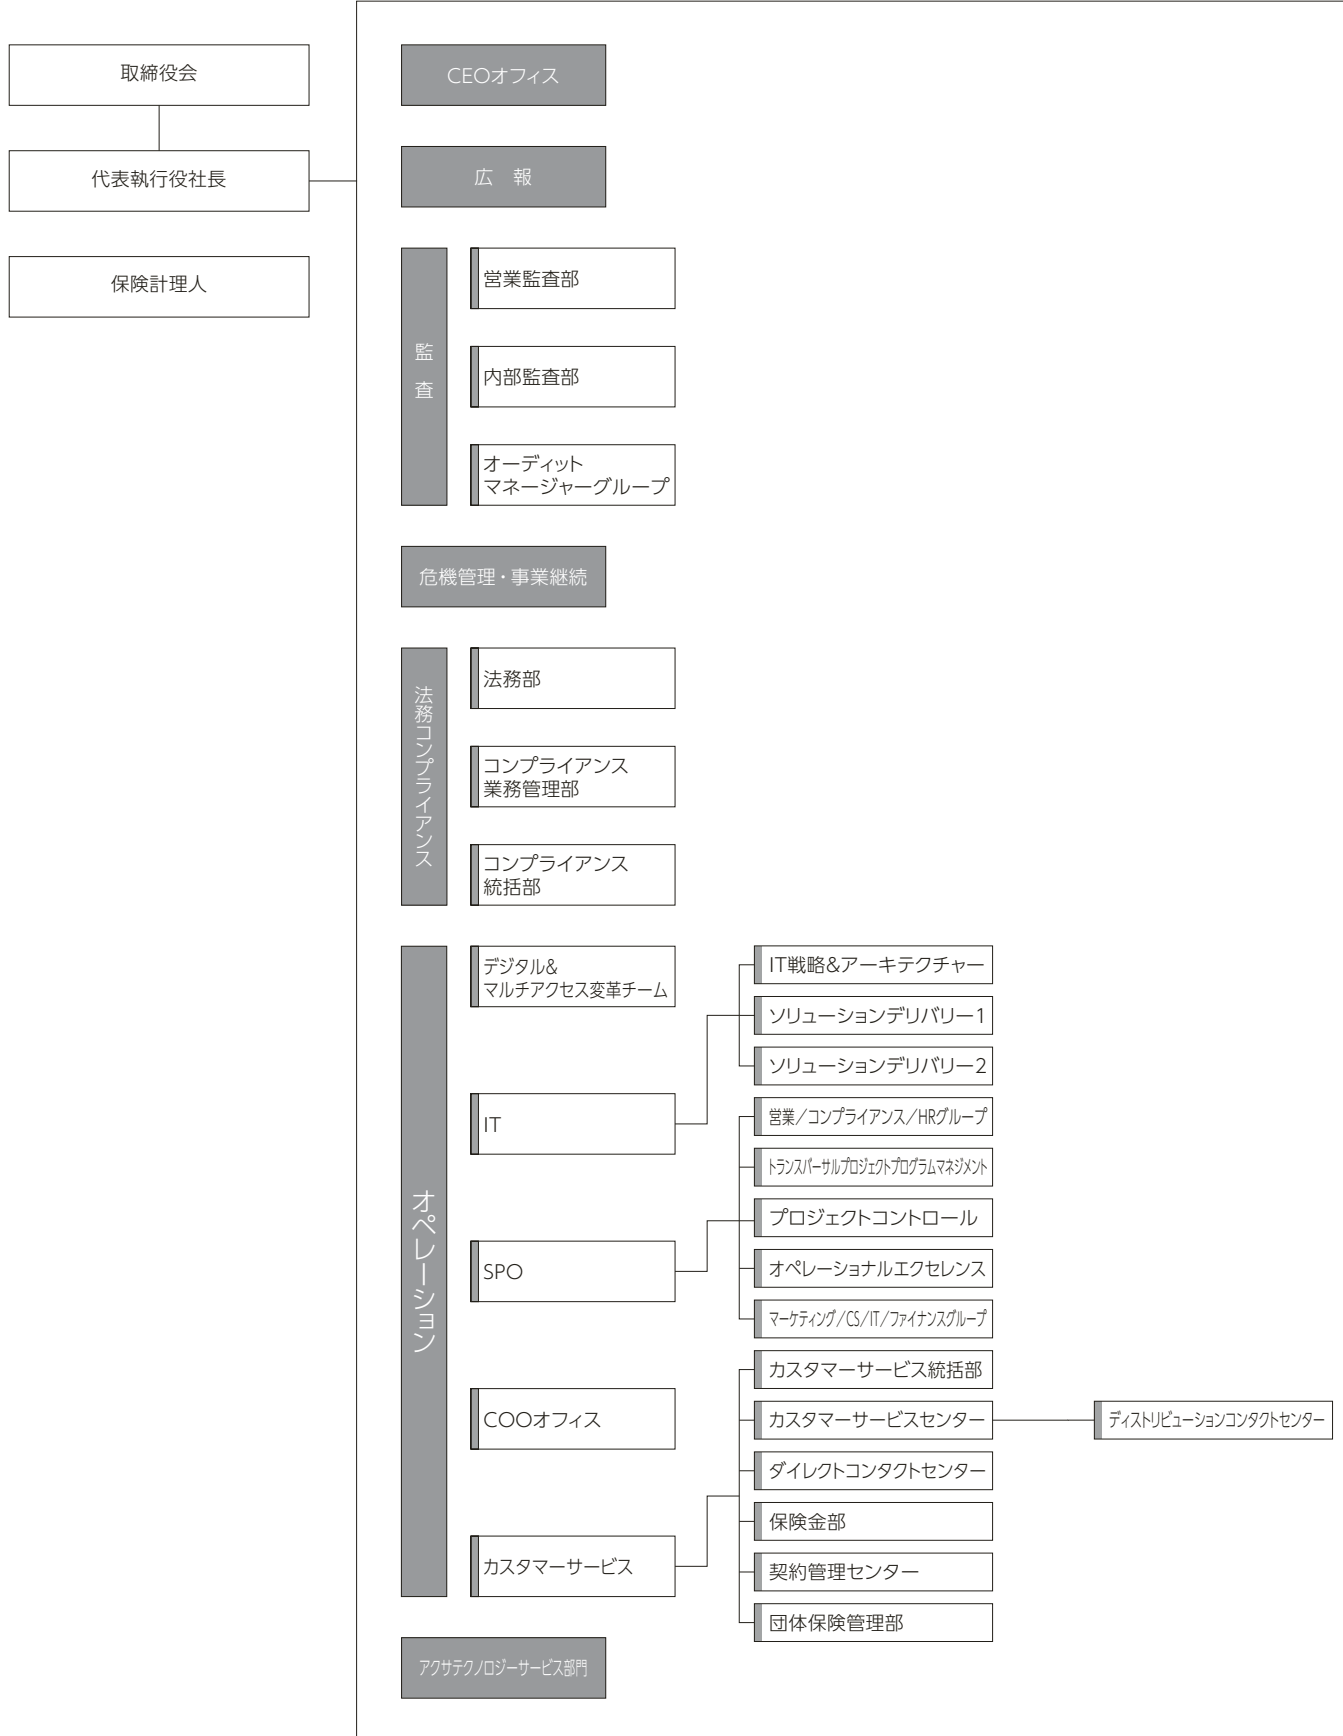 取締役会
代表執行役社長
保険計理人
CEOオフィス
広　報
監　査
営業監査部
内部監査部
オーディット
マネージャーグループ
危機管理・事業継続
法務コンプライアンス
法務部
コンプライアンス
業務管理部
コンプライアンス
統括部
オペレーション
デジタル&
マルチアクセス変革チーム
IT
IT戦略&アーキテクチャー
ソリューションデリバリー1
ソリューションデリバリー2
SPO
営業／コンプライアンス／HRグループ
トランスバーサルプロジェクトプログラムマネジメント
プロジェクトコントロール
オペレーショナルエクセレンス
マーケティング／CS／IT／ファイナンスグループ
COOオフィス
カスタマーサービス
カスタマーサービス統括部
カスタマーサービスセンター
ディストリビューションコンタクトセンター
ダイレクトコンタクトセンター
保険金部
契約管理センター
団体保険管理部
アクサテクノロジーサービス部門